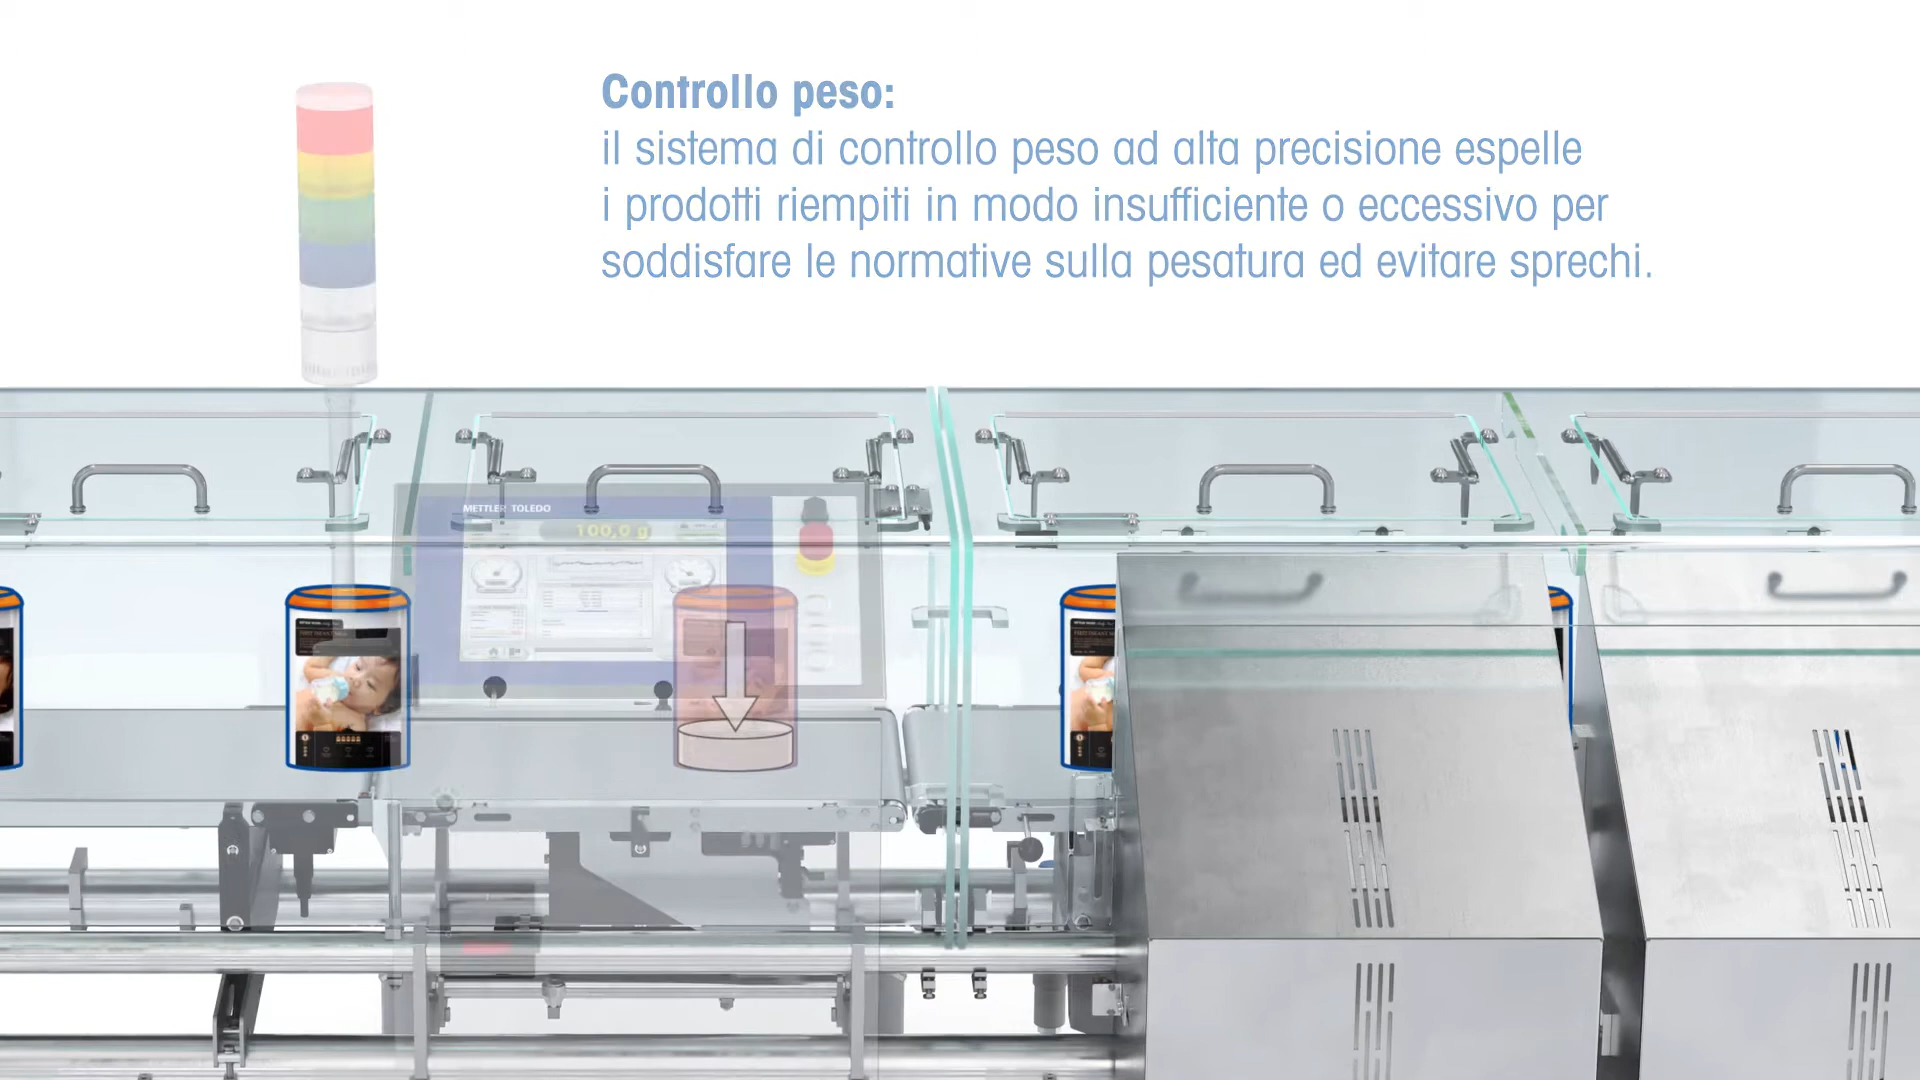 Controllo peso:
il sistema di controllo peso ad alta precisione espelle
i prodotti riempiti in modo insufficiente o eccessivo per
soddisfare le normative sulla pesatura ed evitare sprechi.
METTLER TOLEDO
100,0 g